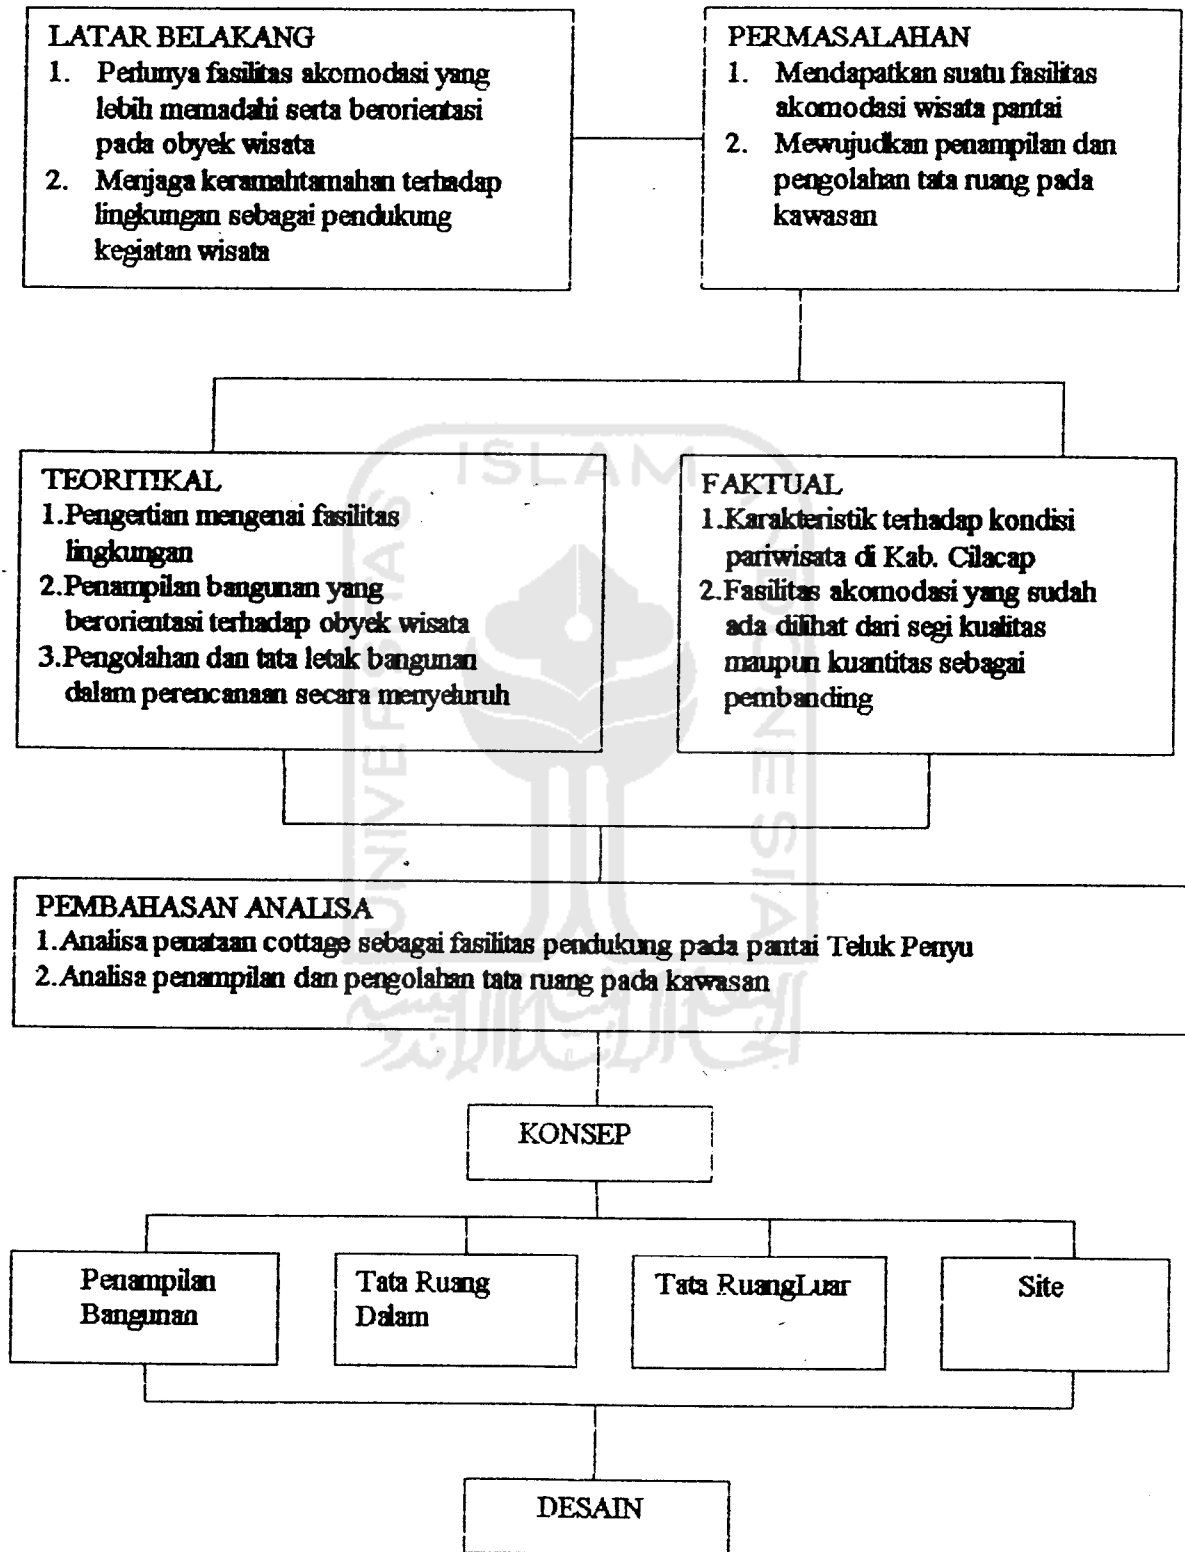 LATAR BELAKANG
1. Perlunya fasilitas akomodasi yang
lebih memadahi serta berorientasi
pada obyek wisata
2. Menjaga keramahtamahan terhadap
lingkungan sebagai pendukung
kegiatan wisata
PERMASALAHAN
1. Mendapatkan suatu fasilitas
akomodasi wisata pantai
2. Mewujudkan penampilan dan
pengolahan tata ruang pada
kawasan
TEORITIKAL
1.Pengertian mengenai fasilitas
lingkungan
2.Penampilan bangunan yang
berorientasi terhadap obyek wisata
3.Pengolahan dan tata letak bangunan
dalam perencanaan secara menyeluruh
FAKTUAL
1.Karakteristik terhadap kondisi
pariwisata di Kab. Cilacap
2.Fasilitas akomodasi yang sudah
ada dilihat dari segi kualitas
maupun kuantitas sebagai
pembanding
UNIVERSITAS
ISLAM
INDONESIA
PEMBAHASAN ANALISA
1.Analisa penataan cottage sebagai fasilitas pendukung pada pantai Teluk Penyu
2.Analisa penampilan dan pengolahan tata ruang pada kawasan
KONSEP
Penampilan
Bangunan
Tata Ruang
Dalam
Tata RuangLuar
Site
DESAIN